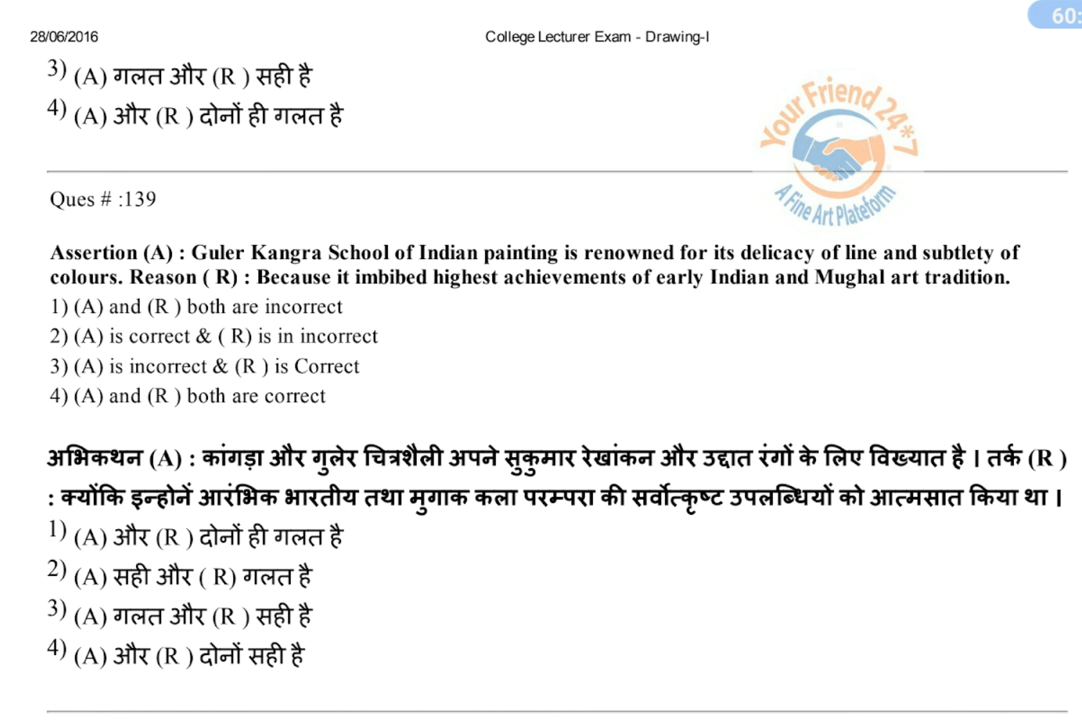 60:
28/06/2016 College Lecturer Exam - Drawing-I
3) (A) गलत और (R ) सही है
4) (A) और (R ) दोनों ही गलत है
Your Friend 24*7
A Fine Art Plateform
Ques # :139
Assertion (A) : Guler Kangra School of Indian painting is renowned for its delicacy of line and subtlety of
colours. Reason ( R) : Because it imbibed highest achievements of early Indian and Mughal art tradition.
1) (A) and (R ) both are incorrect
2) (A) is correct & ( R) is in incorrect
3) (A) is incorrect & (R ) is Correct
4) (A) and (R ) both are correct
अभिकथन (A) : कांगड़ा और गुलेर चित्रशैली अपने सुकुमार रेखांकन और उद्दात रंगों के लिए विख्यात है । तर्क (R )
: क्योंकि इन्होनें आरंभिक भारतीय तथा मुगाक कला परम्परा की सर्वोत्कृष्ट उपलब्धियों को आत्मसात किया था ।
1) (A) और (R ) दोनों ही गलत है
2) (A) सही और ( R) गलत है
3) (A) गलत और (R ) सही है
4) (A) और (R ) दोनों सही है